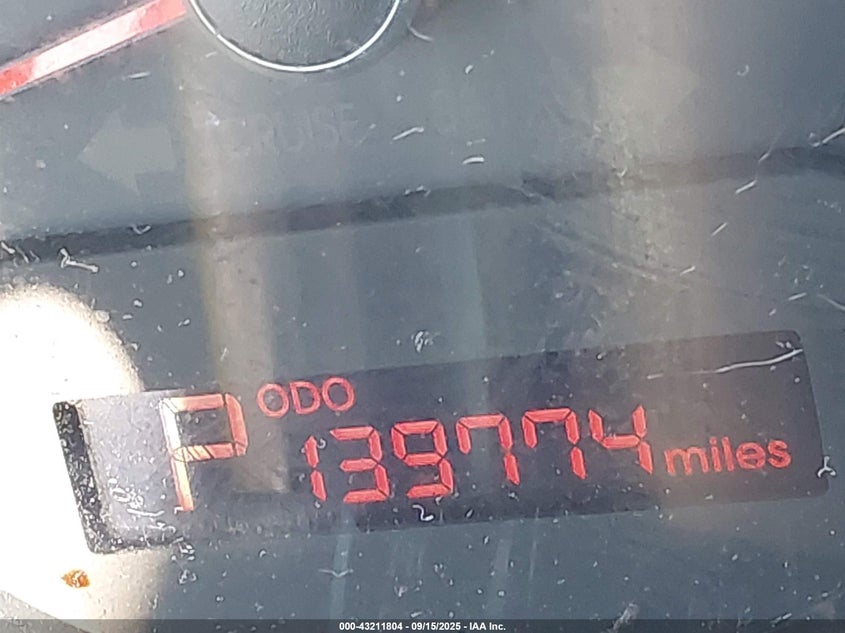 CRUISE
P ODO 139774 miles
000-43211804 - 09/15/2025 - IAA Inc.